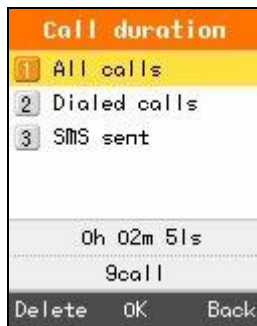 Call duration
1 All calls
2 Dialed calls
3 SMS sent
0h 02m 51s
9call
Delete OK Back